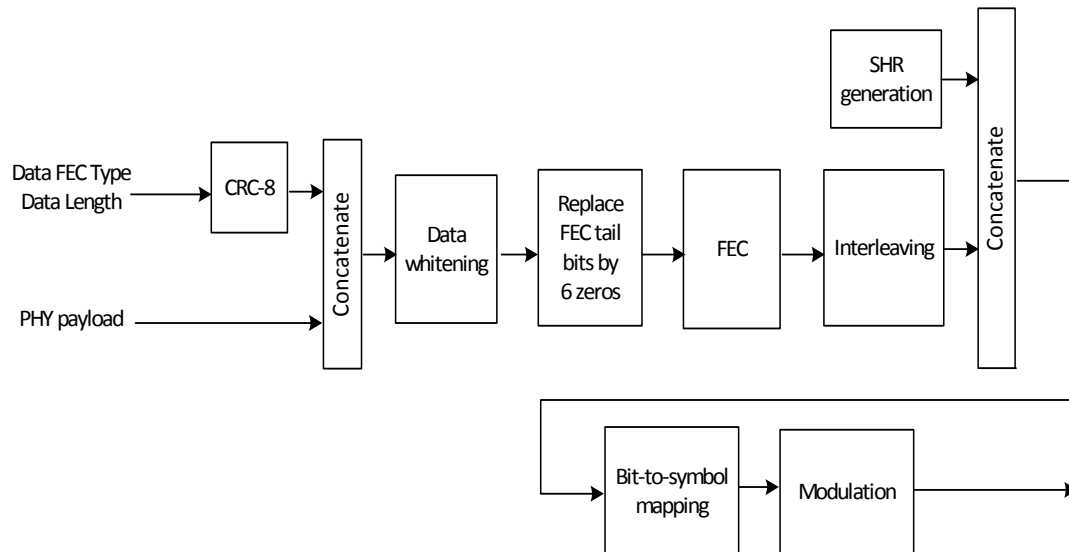 SHR
generation
Data FEC Type
Data Length
CRC-8
Concatenate
Concatenate
Data
whitening
Replace
FEC tail
bits by
6 zeros
FEC
Interleaving
PHY payload
Bit-to-symbol
mapping
Modulation